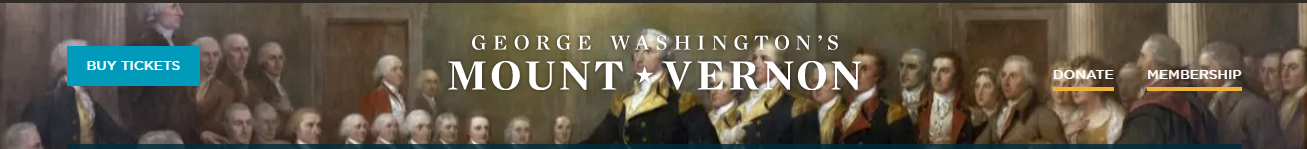 BUY TICKETS
GEORGE WASHINGTON'S
MOUNT★VERNON
DONATE
MEMBERSHIP